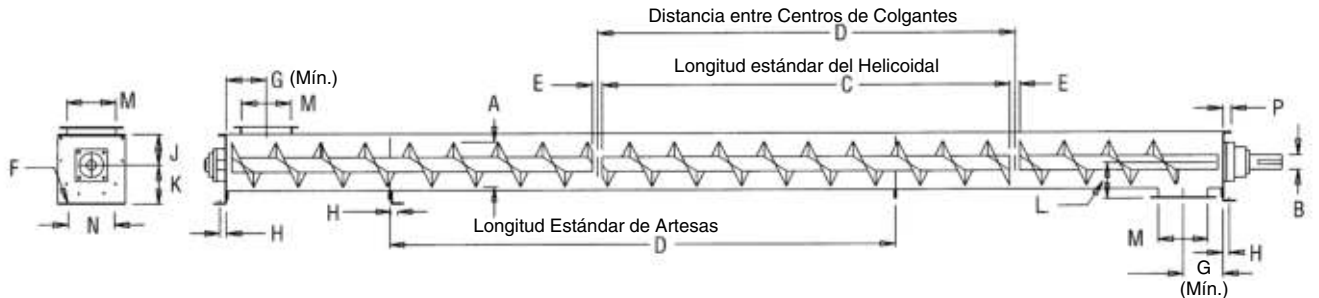 Distancia entre Centros de Colgantes
D
Longitud estándar del Helicoidal
G (Mín.)
E
C
E
M
M
A
P
J
F
K
L
B
H
Longitud Estándar de Artesas
N
H
D
M
H
G
(Mín.)